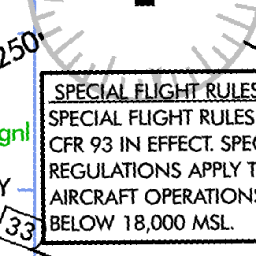 250
SPECIAL FLIGHT RULES
SPECIAL FLIGHT RULES
gnl
CFR 93 IN EFFECT. SPE
REGULATIONS APPLY T
Y
AIRCRAFT OPERATIONS
33
BELOW 18,000 MSL.